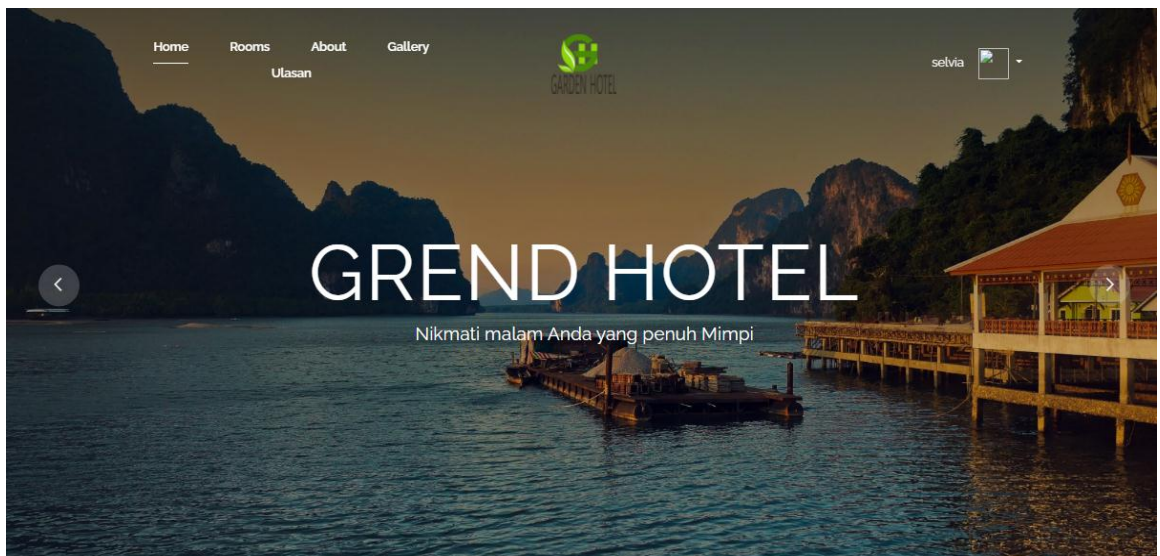 Home Rooms About Gallery
Ulasan
GARDEN HOTEL
selvia
GREND HOTEL
Nikmati malam Anda yang penuh Mimpi